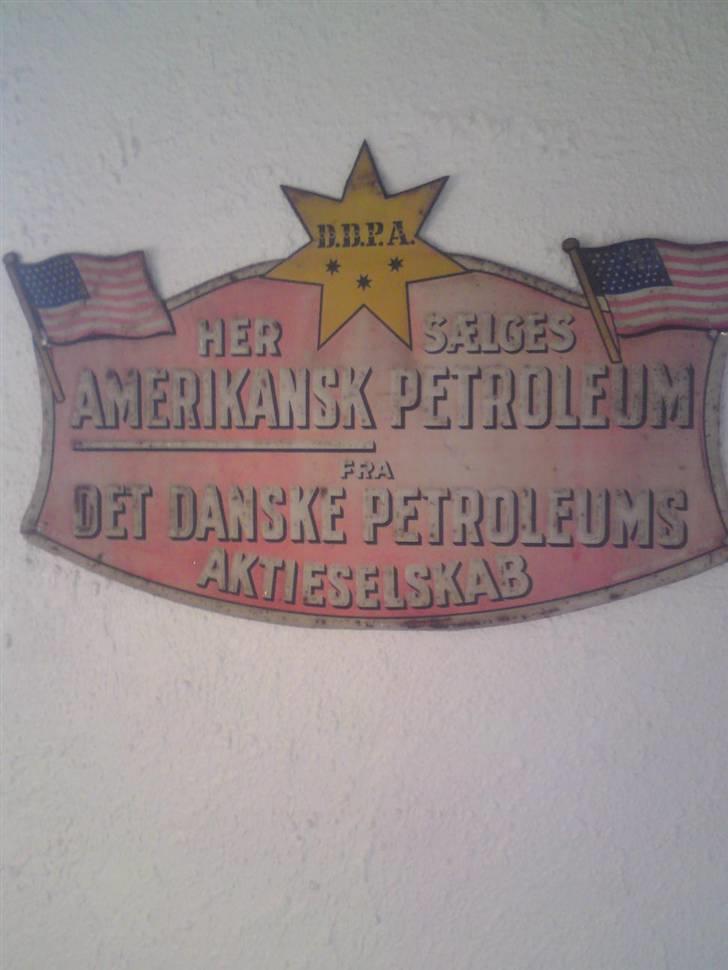 D.D.P.A.
HER SÆLGES
AMERIKANSK PETROLEUM
FRA
DET DANSKE PETROLEUMS
AKTIESELSKAB